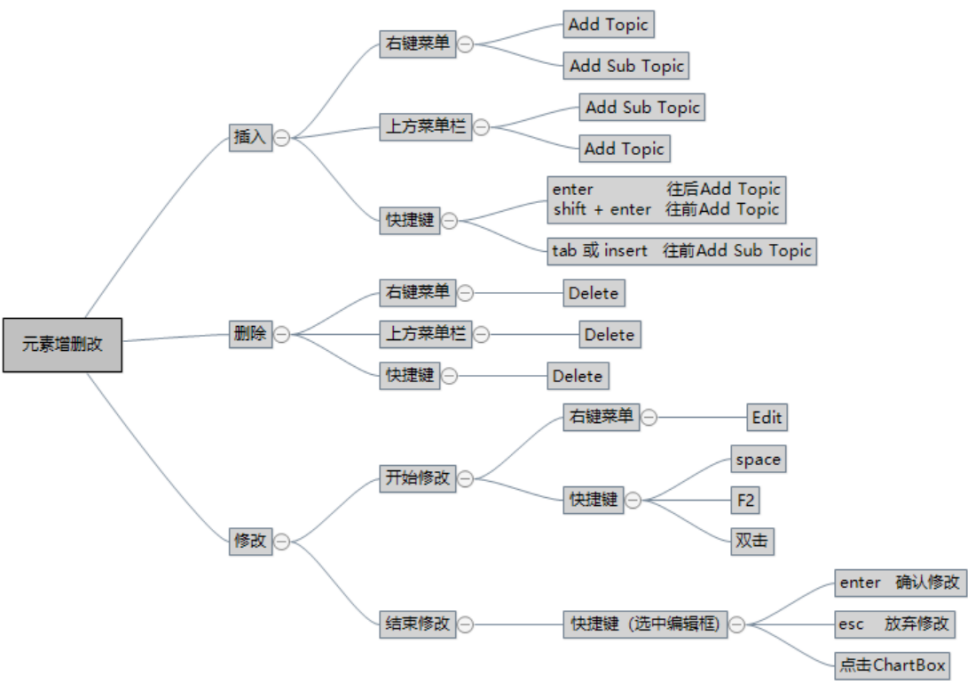 元素增删改
插入
右键菜单
Add Topic
Add Sub Topic
上方菜单栏
Add Sub Topic
Add Topic
快捷键
enter 往后Add Topic
shift + enter 往前Add Topic
tab 或 insert 往前Add Sub Topic
删除
右键菜单
Delete
上方菜单栏
Delete
快捷键
Delete
修改
开始修改
右键菜单
Edit
快捷键
space
F2
双击
结束修改
快捷键 (选中编辑框)
enter 确认修改
esc 放弃修改
点击ChartBox